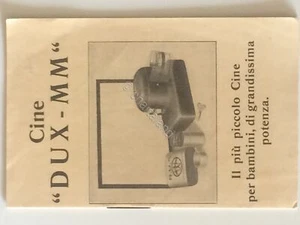 Cine
"DUX-MM"
Il più piccolo Cine
per bambini, di grandissima
potenza.